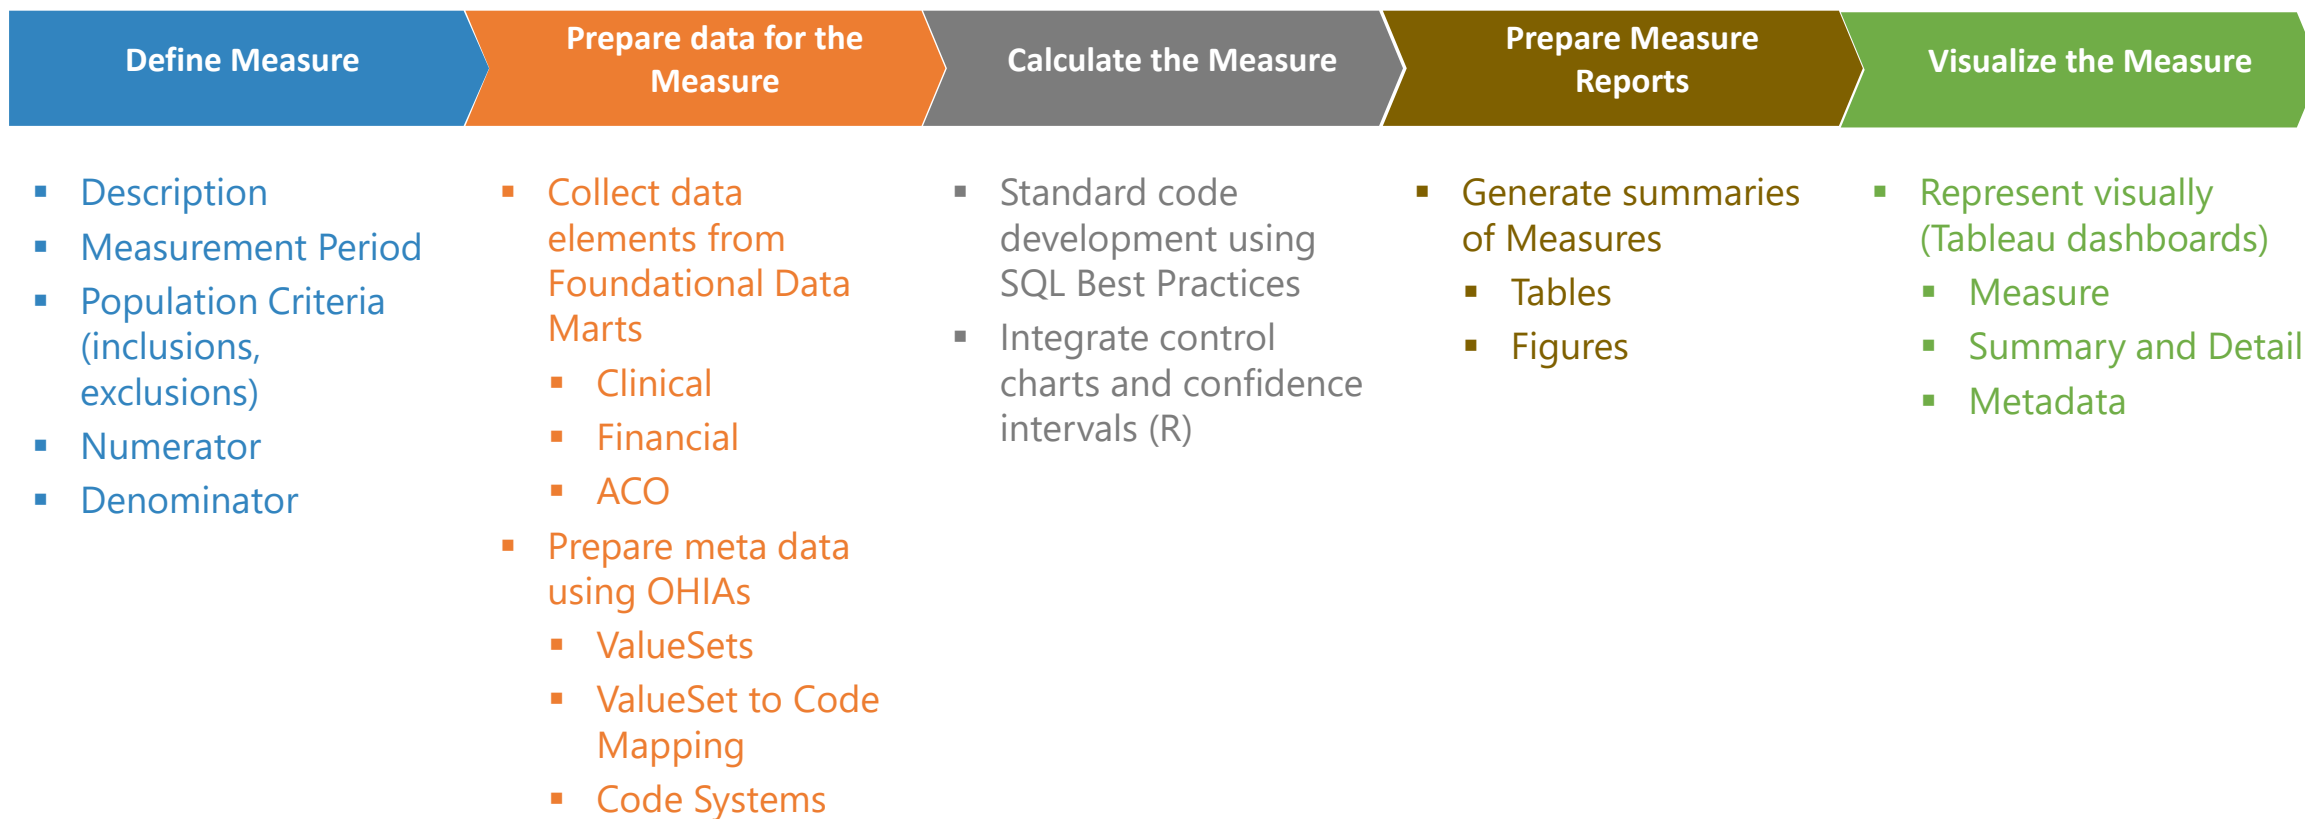 Define Measure
Prepare data for the
Measure
Calculate the Measure
Prepare Measure
Reports
Visualize the Measure
▪ Description
▪ Measurement Period
▪ Population Criteria
(inclusions,
exclusions)
▪ Numerator
▪ Denominator
▪ Collect data
elements from
Foundational Data
Marts
▪ Clinical
▪ Financial
▪ ACO
▪ Prepare meta data
using OHIAs
▪ ValueSets
▪ ValueSet to Code
Mapping
▪ Code Systems
▪ Standard code
development using
SQL Best Practices
▪ Integrate control
charts and confidence
intervals (R)
▪ Generate summaries
of Measures
▪ Tables
▪ Figures
▪ Represent visually
(Tableau dashboards)
▪ Measure
▪ Summary and Detail
▪ Metadata